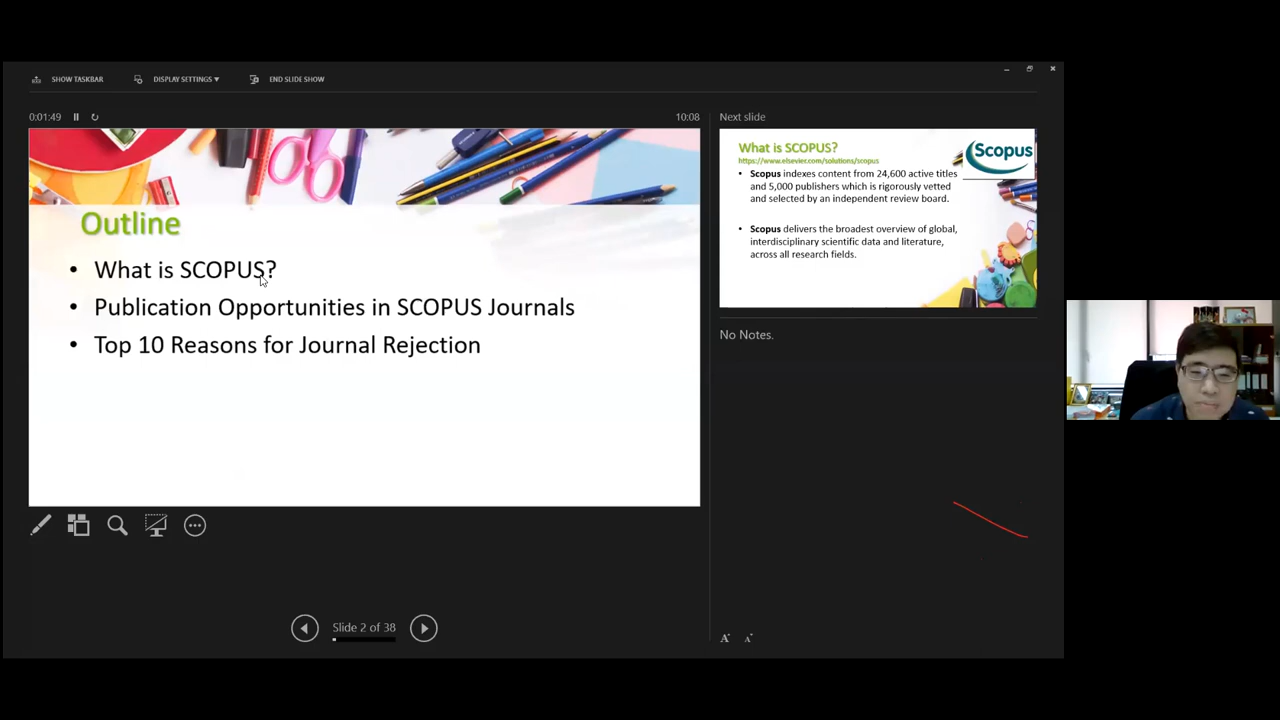 SHOW TASKBAR
DISPLAY SETTINGS ▼
END SLIDE SHOW
0:01:49
10:08
Outline
• What is SCOPUS?
• Publication Opportunities in SCOPUS Journals
• Top 10 Reasons for Journal Rejection
Slide 2 of 38
Next slide
What is SCOPUS?
https://www.elsevier.com/solutions/scopus
Scopus
• Scopus indexes content from 24,600 active titles
and 5,000 publishers which is rigorously vetted
and selected by an independent review board.
• Scopus delivers the broadest overview of global,
interdisciplinary scientific data and literature,
across all research fields.
No Notes.
A A